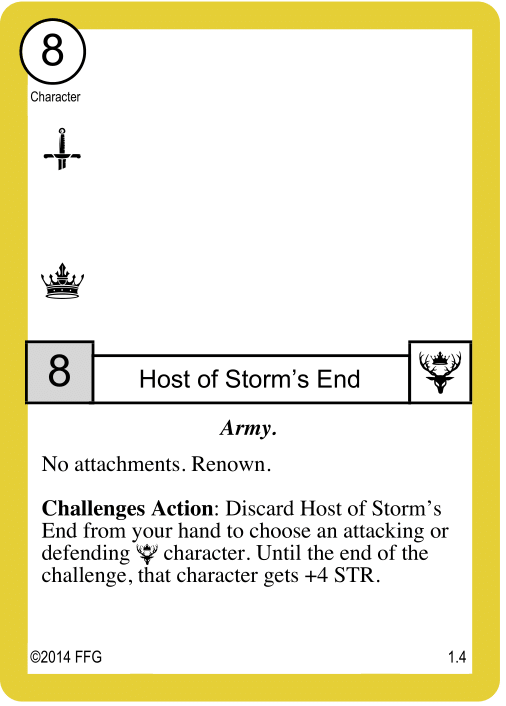 8
Character
8
Host of Storm’s End
Army.
No attachments. Renown.
Challenges Action: Discard Host of Storm’s
End from your hand to choose an attacking or
defending character. Until the end of the
challenge, that character gets +4 STR.
©2014 FFG
1.4